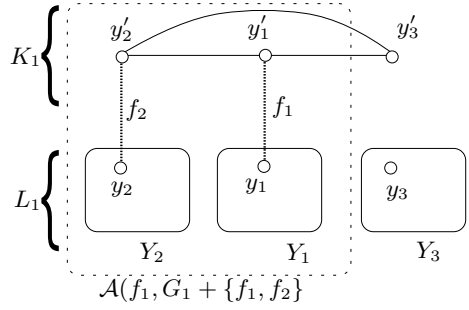 y′₂ y′₁ y′₃
K₁
f₂ f₁
L₁
y₂ y₁ y₃
Y₂ Y₁ Y₃
𝒜(f₁, G₁ + {f₁, f₂}